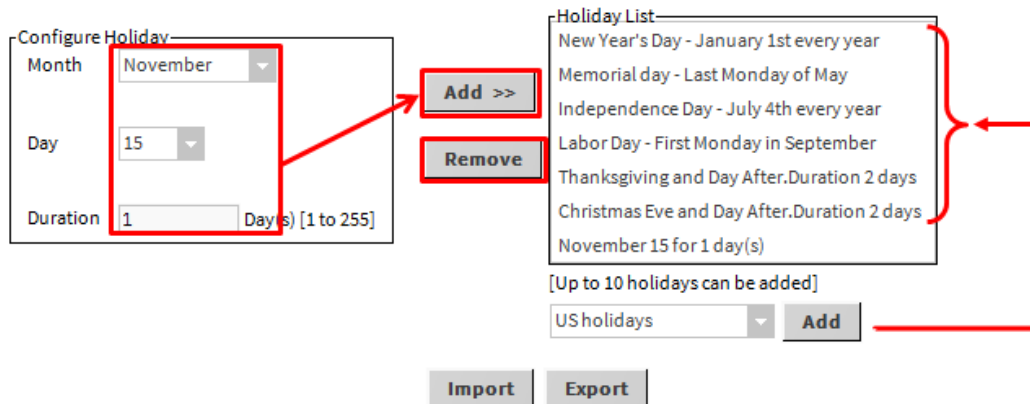 Configure Holiday
Month November
Day 15
Duration 1 Day(s) [1 to 255]
Add >>
Remove
Holiday List
New Year's Day - January 1st every year
Memorial day - Last Monday of May
Independence Day - July 4th every year
Labor Day - First Monday in September
Thanksgiving and Day After.Duration 2 days
Christmas Eve and Day After.Duration 2 days
November 15 for 1 day(s)
[Up to 10 holidays can be added]
US holidays Add
Import Export